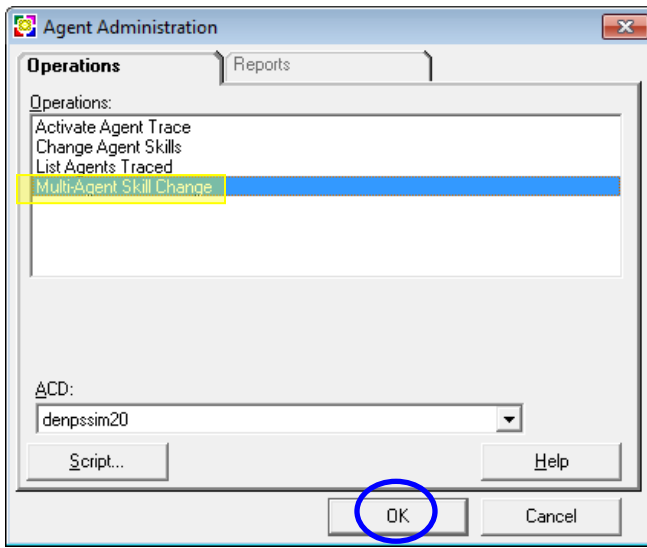 Agent Administration
Operations
Reports
Operations:
Activate Agent Trace
Change Agent Skills
List Agents Traced
Multi-Agent Skill Change
ACD:
denpssim20
Script...
Help
OK
Cancel